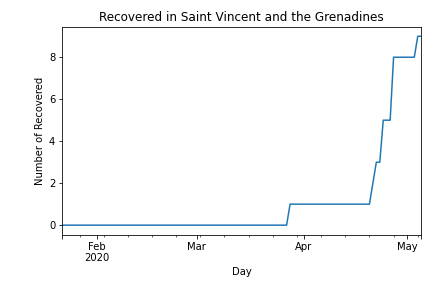 Recovered in Saint Vincent and the Grenadines
Number of Recovered
8
6
4
2
0
Feb
2020
Mar
Apr
May
Day